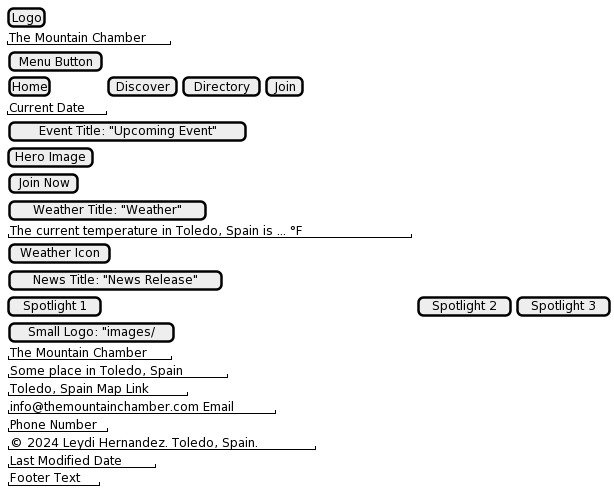 Logo
The Mountain Chamber
Menu Button
Home Discover Directory Join
Current Date
Event Title: "Upcoming Event"
Hero Image
Join Now
Weather Title: "Weather"
The current temperature in Toledo, Spain is ... °F
Weather Icon
News Title: "News Release"
Spotlight 1 Spotlight 2 Spotlight 3
Small Logo: "images/
The Mountain Chamber
Some place in Toledo, Spain
Toledo, Spain Map Link
info@themountainchamber.com Email
Phone Number
© 2024 Leydi Hernandez. Toledo, Spain.
Last Modified Date
Footer Text